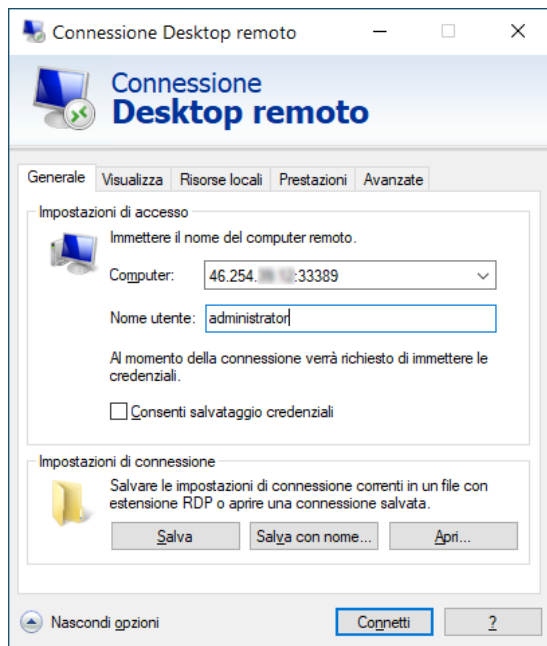 Connessione Desktop remoto
Connessione
Desktop remoto
Generale Visualizza Risorse locali Prestazioni Avanzate
Impostazioni di accesso
Immettere il nome del computer remoto.
Computer: 46.254. :33389
Nome utente: administrator
Al momento della connessione verrà richiesto di immettere le
credenziali.
Consenti salvataggio credenziali
Impostazioni di connessione
Salvare le impostazioni di connessione correnti in un file con
estensione RDP o aprire una connessione salvata.
Salva Salva con nome... Apri...
Nascondi opzioni Connetti ?